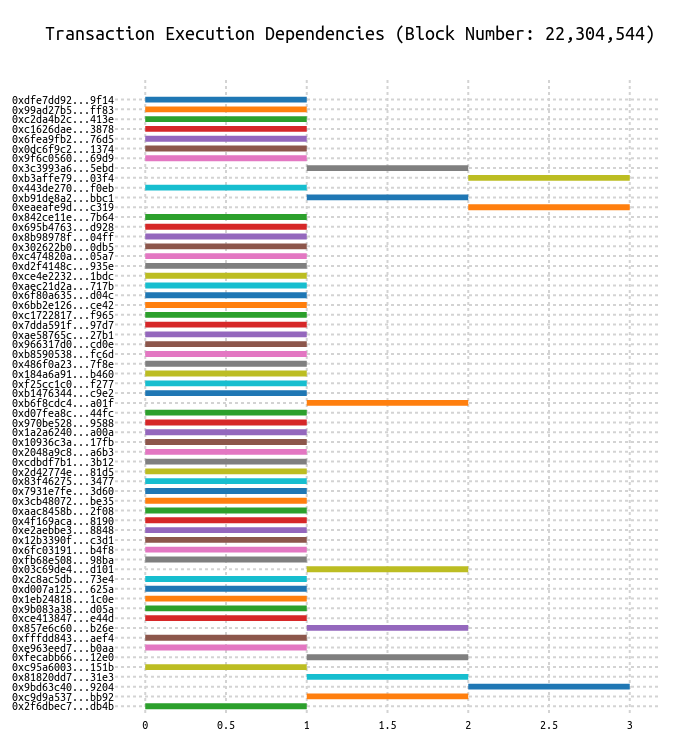 Transaction Execution Dependencies (Block Number: 22,304,544)
0xdfe7dd92...9f14
0x99ad27b5...ff83
0xc2da4b2c...413e
0xc1626dae...3878
0x6fea9fb2...76d5
0x0dc6f9c2...1374
0x9f6c0560...69d9
0x3c3993a6...5ebd
0xb3affe79...03f4
0x443de270...f0eb
0xb91de8a2...bbc1
0xeaeafe9d...c319
0x842ce11e...7b64
0x695b4763...d928
0x8b98978f...04ff
0x302622b0...0db5
0xc474820a...05a7
0xd2f4148c...935e
0xce4e2232...1bdc
0xaec21d2a...717b
0x6f80a635...d04c
0x6bb2e126...ce42
0xc1722817...f965
0x7dda591f...97d7
0xae58765c...27b1
0x966317d0...cd0e
0xb8590538...fc6d
0x486f0a23...7f8e
0x184a6a91...b460
0xf25cc1c0...f277
0xb1476344...c9e2
0xb6f8cdc4...a01f
0xd07fea8c...44fc
0x970be528...9588
0x1a2a6240...a00a
0x10936c3a...17fb
0x2048a9c8...a6b3
0xcdbdf7b1...3b12
0x2d42774e...81d5
0x83f46275...3477
0x7931e7fe...3d60
0x3cb48072...be35
0xaac8458b...2f08
0x4f169aca...8190
0xe2aebbe3...8848
0x12b3390f...c3d1
0x6fc03191...b4f8
0xfb68e508...98ba
0x03c69de4...d101
0x2c8ac5db...73e4
0xd007a125...625a
0x1eb24818...1c0e
0x9b083a38...d05a
0xce413847...e44d
0x857e6c60...b26e
0xfffdd843...aef4
0xe963eed7...b0aa
0xfecabb66...12e0
0xc95a6003...151b
0x81820dd7...31e3
0x9bd63c40...9204
0xc9d9a537...bb92
0x2f6dbec7...db4b
0 0.5 1 1.5 2 2.5 3